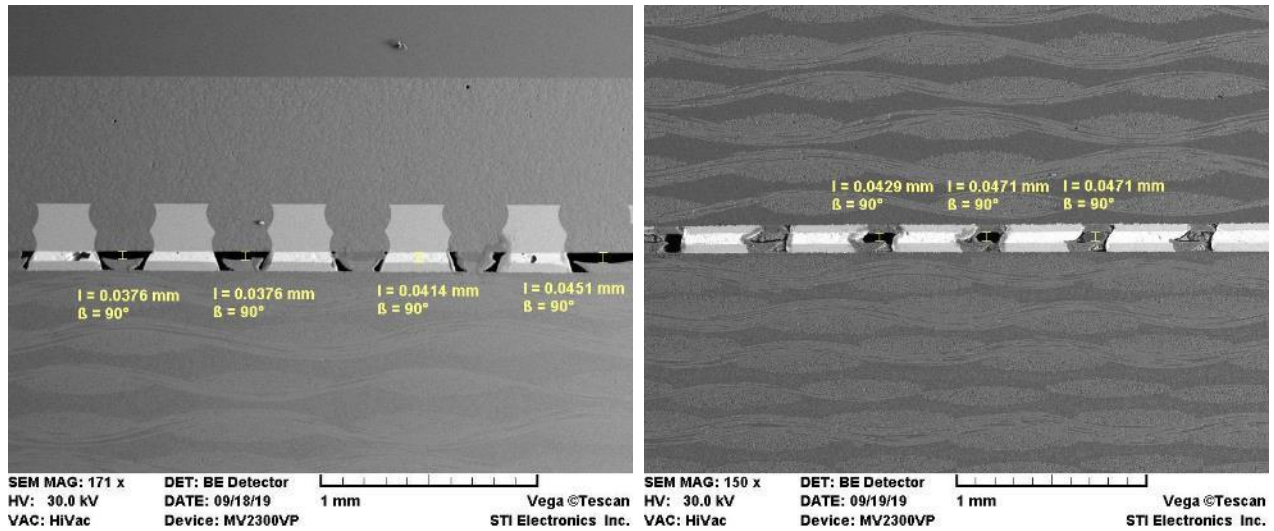 l = 0.0376 mm
ß = 90°
l = 0.0376 mm
ß = 90°
l = 0.0414 mm
ß = 90°
l = 0.0451 mm
ß = 90°
SEM MAG: 171 x DET: BE Detector
HV: 30.0 kV DATE: 09/18/19 1 mm Vega ©Tescan
VAC: HiVac Device: MV2300VP STI Electronics Inc.
l = 0.0429 mm
ß = 90°
l = 0.0471 mm
ß = 90°
l = 0.0471 mm
ß = 90°
SEM MAG: 150 x DET: BE Detector
HV: 30.0 kV DATE: 09/19/19 1 mm Vega ©Tescan
VAC: HiVac Device: MV2300VP STI Electronics Inc.